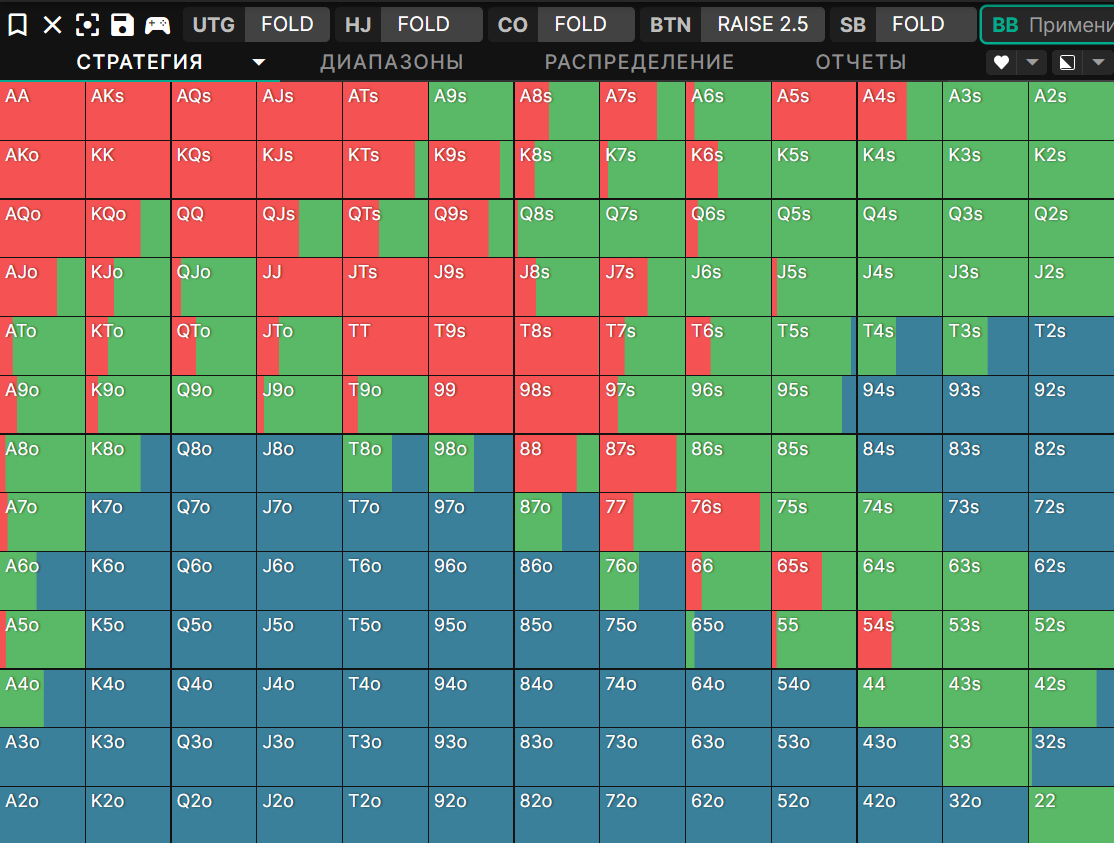 UTG FOLD HJ FOLD CO FOLD BTN RAISE 2.5 SB FOLD BB Примени
СТРАТЕГИЯ ДИАПАЗОНЫ РАСПРЕДЕЛЕНИЕ ОТЧЕТЫ
AA AKs AQs AJs ATs A9s A8s A7s A6s A5s A4s A3s A2s
AKo KK KQs KJs KTs K9s K8s K7s K6s K5s K4s K3s K2s
AQo KQo QQ QJs QTs Q9s Q8s Q7s Q6s Q5s Q4s Q3s Q2s
AJo KJo QJo JJ JTs J9s J8s J7s J6s J5s J4s J3s J2s
ATo KTo QTo JTo TT T9s T8s T7s T6s T5s T4s T3s T2s
A9o K9o Q9o J9o T9o 99 98s 97s 96s 95s 94s 93s 92s
A8o K8o Q8o J8o T8o 98o 88 87s 86s 85s 84s 83s 82s
A7o K7o Q7o J7o T7o 97o 87o 77 76s 75s 74s 73s 72s
A6o K6o Q6o J6o T6o 96o 86o 76o 66 65s 64s 63s 62s
A5o K5o Q5o J5o T5o 95o 85o 75o 65o 55 54s 53s 52s
A4o K4o Q4o J4o T4o 94o 84o 74o 64o 54o 44 43s 42s
A3o K3o Q3o J3o T3o 93o 83o 73o 63o 53o 43o 33 32s
A2o K2o Q2o J2o T2o 92o 82o 72o 62o 52o 42o 32o 22